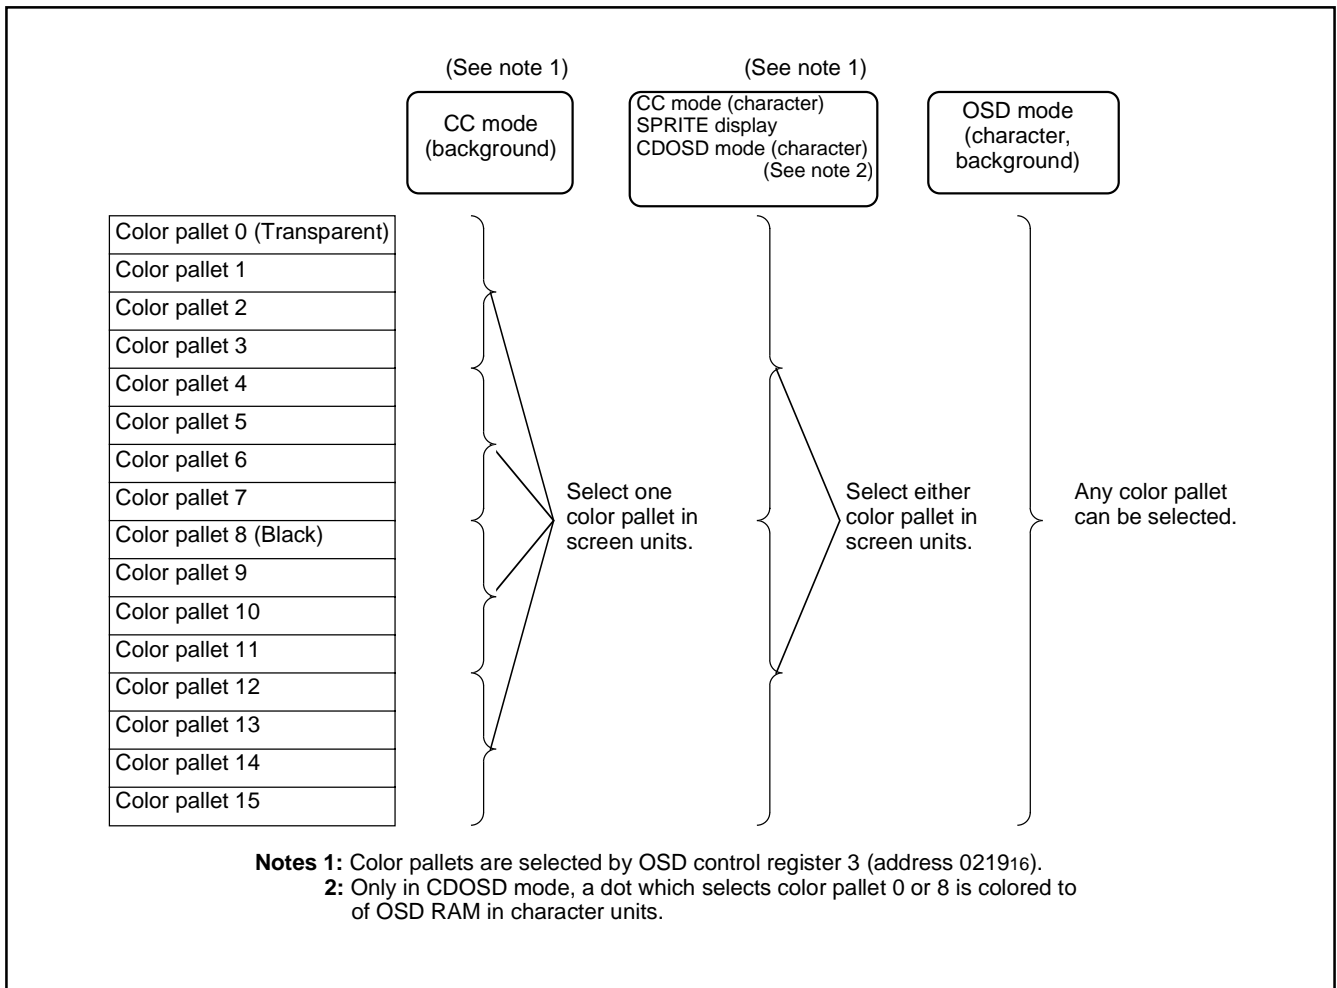 (See note 1)
(See note 1)
CC mode
(background)
CC mode (character)
SPRITE display
CDOSD mode (character)
(See note 2)
OSD mode
(character,
background)
Color pallet 0 (Transparent)
Color pallet 1
Color pallet 2
Color pallet 3
Color pallet 4
Color pallet 5
Color pallet 6
Color pallet 7
Color pallet 8 (Black)
Color pallet 9
Color pallet 10
Color pallet 11
Color pallet 12
Color pallet 13
Color pallet 14
Color pallet 15
Select one
color pallet in
screen units.
Select either
color pallet in
screen units.
Any color pallet
can be selected.
Notes 1: Color pallets are selected by OSD control register 3 (address 021916).
2: Only in CDOSD mode, a dot which selects color pallet 0 or 8 is colored to
of OSD RAM in character units.